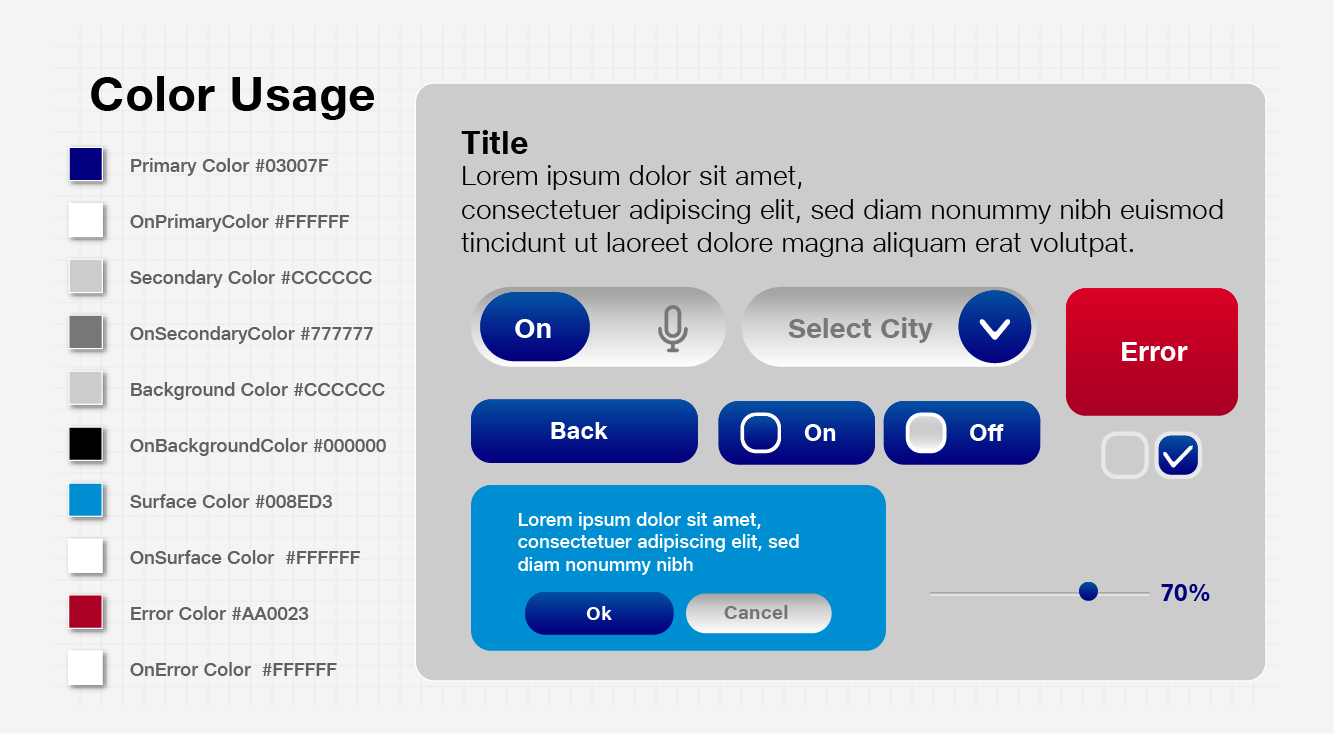 Color Usage
Primary Color #03007F
OnPrimaryColor #FFFFFF
Secondary Color #CCCCCC
OnSecondaryColor #777777
Background Color #CCCCCC
OnBackgroundColor #000000
Surface Color #008ED3
OnSurface Color  #FFFFFF
Error Color #AA0023
OnError Color  #FFFFFF
Title
Lorem ipsum dolor sit amet,
consectetuer adipiscing elit, sed diam nonummy nibh euismod
tincidunt ut laoreet dolore magna aliquam erat volutpat.
On
Select City
Error
Back
On
Off
Lorem ipsum dolor sit amet,
consectetuer adipiscing elit, sed
diam nonummy nibh
Ok
Cancel
70%